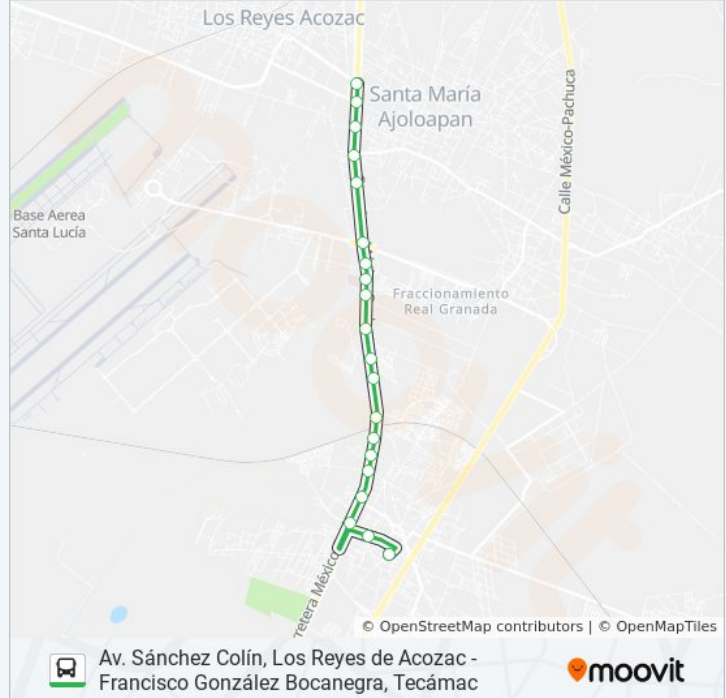 Los Reyes Acozac
Santa María
Ajoloapan
Calle México-Pachuca
Base Aerea
Santa Lucía
Fraccionamiento
Real Granada
rretera México
© OpenStreetMap contributors | © OpenMapTiles
Av. Sánchez Colín, Los Reyes de Acozac -
Francisco González Bocanegra, Tecámac
moovit